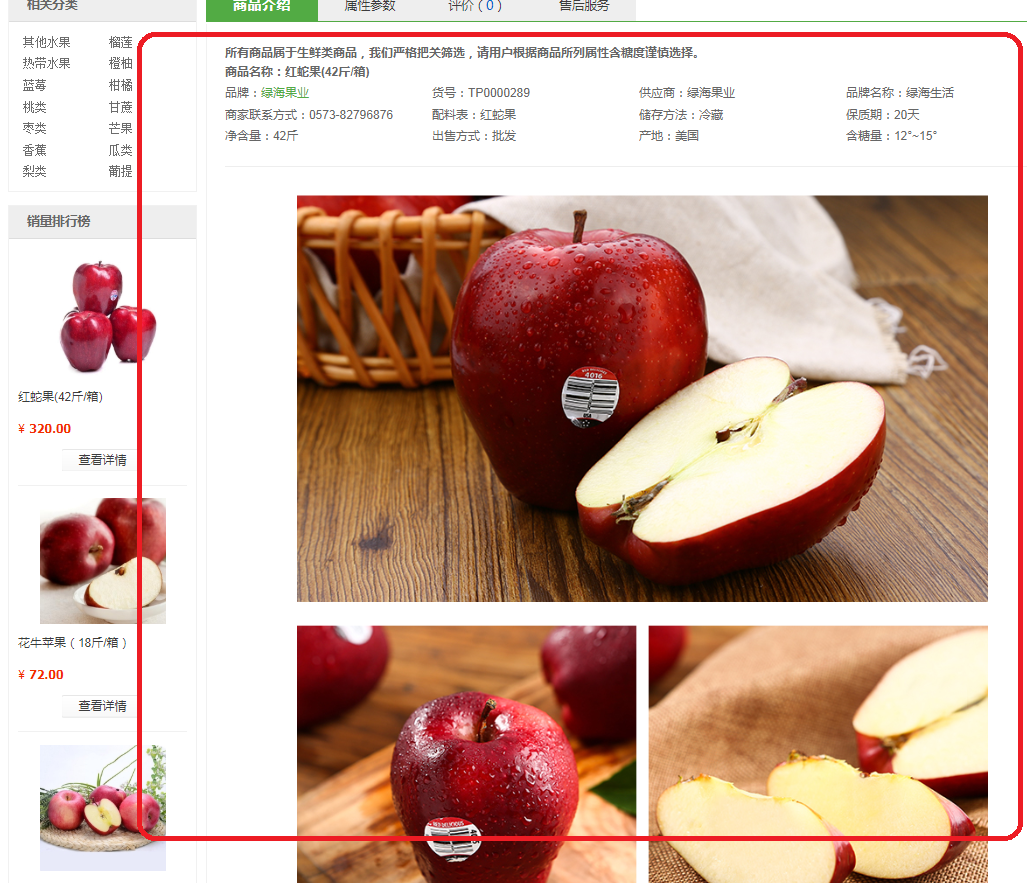 相关分类
其他水果 榴莲
热带水果 橙柚
蓝莓 柑橘
桃类 甘蔗
枣类 芒果
香蕉 瓜类
梨类 葡提
销量排行榜
红蛇果(42斤/箱)
¥ 320.00
查看详情
花牛苹果（18斤/箱）
¥ 72.00
查看详情
商品介绍 属性参数 评价（0） 售后服务
所有商品属于生鲜类商品，我们严格把关筛选，请用户根据商品所列属性含糖度谨慎选择。
商品名称：红蛇果(42斤/箱)
品牌：绿海果业 货号：TP0000289 供应商：绿海果业 品牌名称：绿海生活
商家联系方式：0573-82796876 配料表：红蛇果 储存方法：冷藏 保质期：20天
净含量：42斤 出售方式：批发 产地：美国 含糖量：12°~15°
RED DELICIOUS
4016
USA
RED DELICIOUS